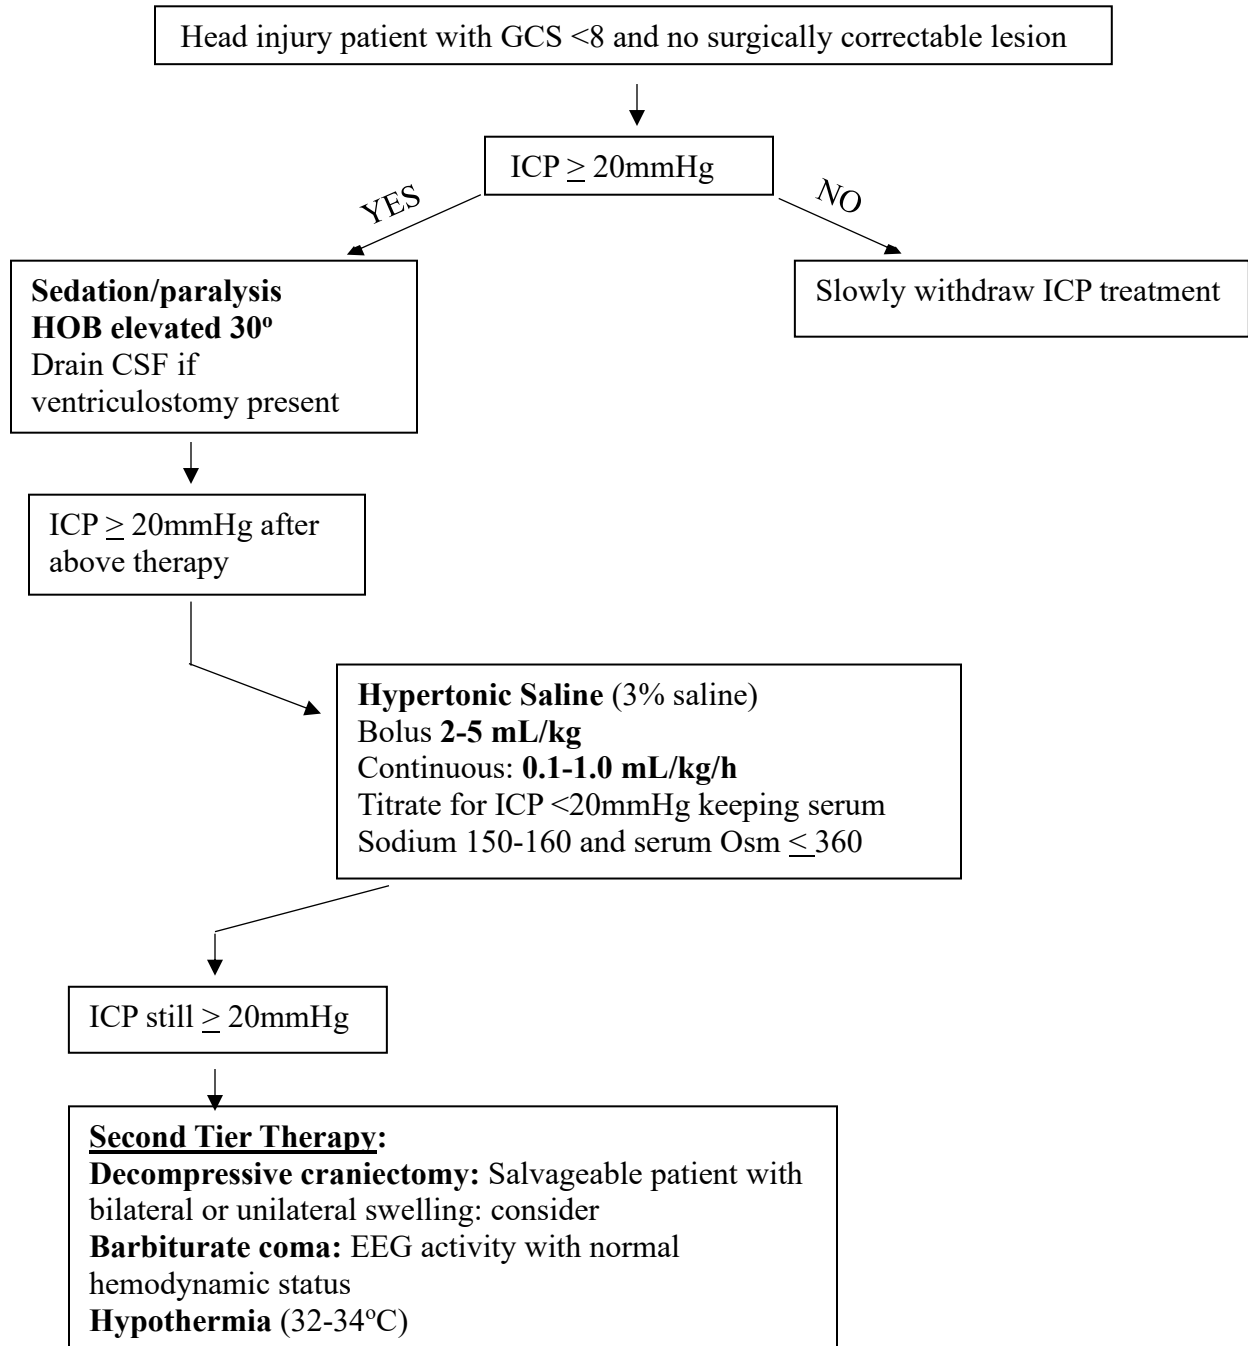 Head injury patient with GCS <8 and no surgically correctable lesion
ICP ≥ 20mmHg
YES
NO
Sedation/paralysis
HOB elevated 30º
Drain CSF if
ventriculostomy present
Slowly withdraw ICP treatment
ICP ≥ 20mmHg after
above therapy
Hypertonic Saline (3% saline)
Bolus 2-5 mL/kg
Continuous: 0.1-1.0 mL/kg/h
Titrate for ICP <20mmHg keeping serum
Sodium 150-160 and serum Osm ≤ 360
ICP still ≥ 20mmHg
Second Tier Therapy:
Decompressive craniectomy: Salvageable patient with
bilateral or unilateral swelling: consider
Barbiturate coma: EEG activity with normal
hemodynamic status
Hypothermia (32-34ºC)